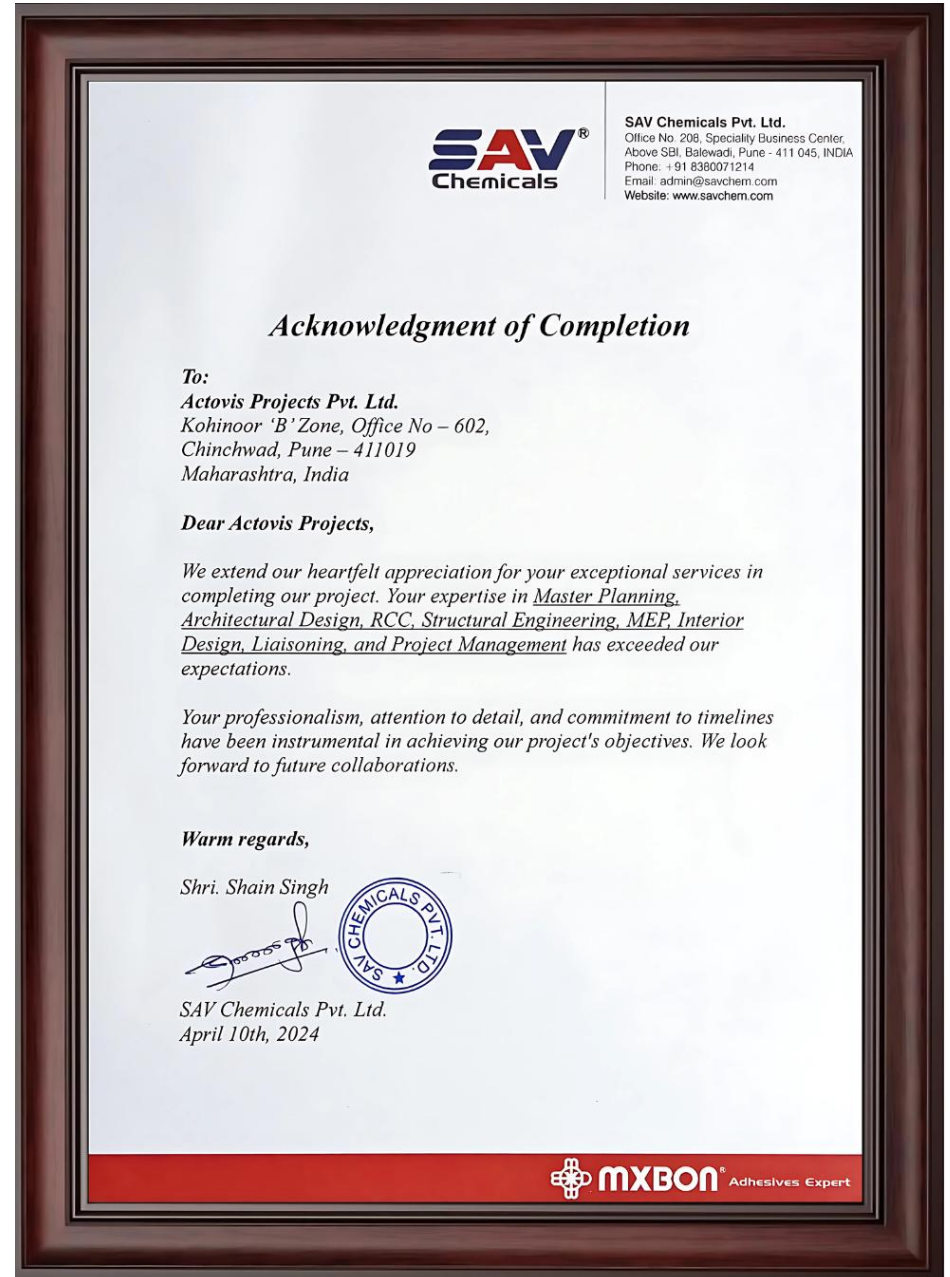 SAV®
Chemicals
SAV Chemicals Pvt. Ltd.
Office No. 208, Speciality Business Center,
Above SBI, Balewadi, Pune - 411 045, INDIA
Phone: +91 8380071214
Email: admin@savchem.com
Website: www.savchem.com
Acknowledgment of Completion
To:
Actovis Projects Pvt. Ltd.
Kohinoor ‘B’ Zone, Office No – 602,
Chinchwad, Pune – 411019
Maharashtra, India
Dear Actovis Projects,
We extend our heartfelt appreciation for your exceptional services in
completing our project. Your expertise in Master Planning,
Architectural Design, RCC, Structural Engineering, MEP, Interior
Design, Liaisoning, and Project Management has exceeded our
expectations.
Your professionalism, attention to detail, and commitment to timelines
have been instrumental in achieving our project's objectives. We look
forward to future collaborations.
Warm regards,
Shri. Shain Singh
SAV CHEMICALS PVT. LTD.
SAV Chemicals Pvt. Ltd.
April 10th, 2024
MXBON® Adhesives Expert